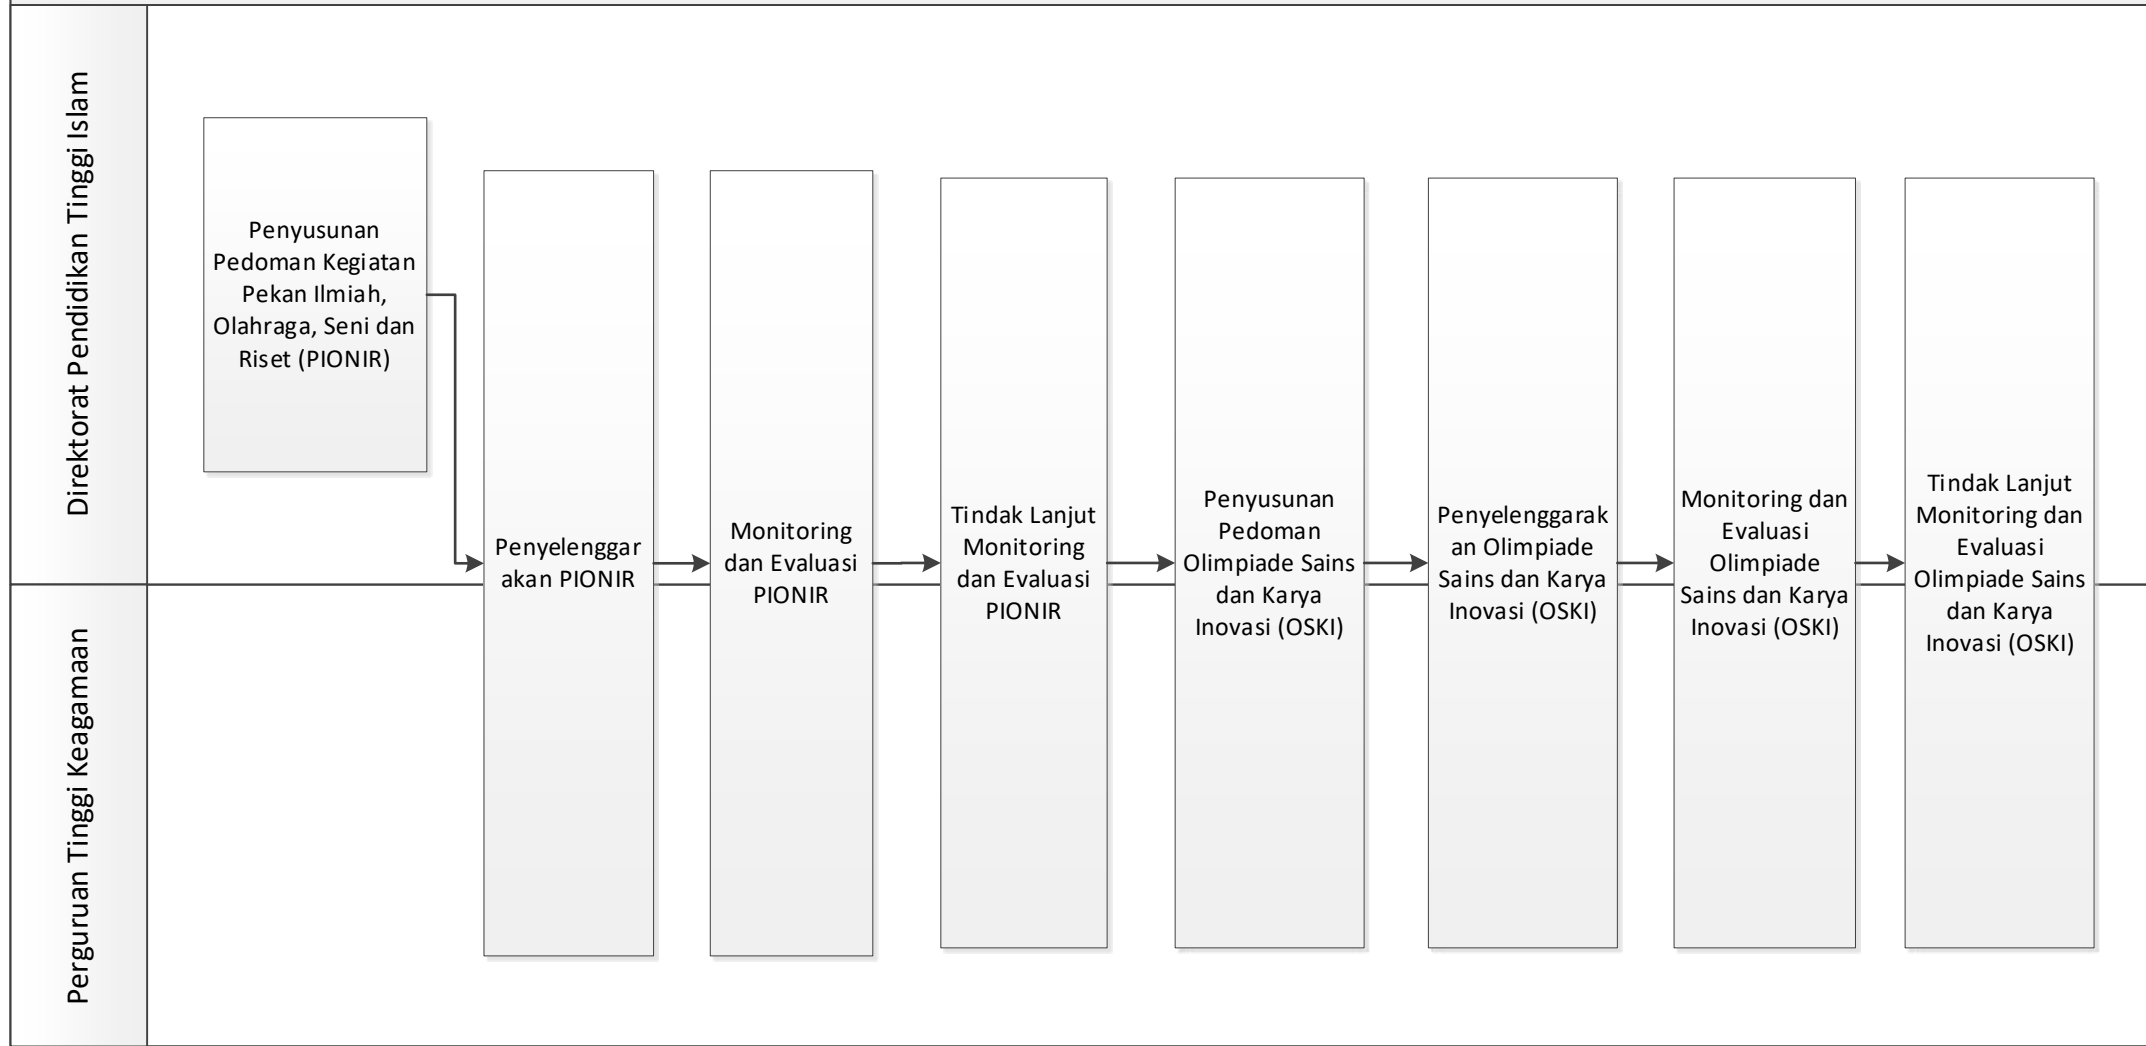 Direktorat Pendidikan Tinggi Islam
Penyusunan
Pedoman Kegiatan
Pekan Ilmiah,
Olahraga, Seni dan
Riset (PIONIR)
Penyelenggar
akan PIONIR
Monitoring
dan Evaluasi
PIONIR
Tindak Lanjut
Monitoring
dan Evaluasi
PIONIR
Penyusunan
Pedoman
Olimpiade Sains
dan Karya
Inovasi (OSKI)
Penyelenggarak
an Olimpiade
Sains dan Karya
Inovasi (OSKI)
Monitoring dan
Evaluasi
Olimpiade
Sains dan Karya
Inovasi (OSKI)
Tindak Lanjut
Monitoring dan
Evaluasi
Olimpiade Sains
dan Karya
Inovasi (OSKI)
Perguruan Tinggi Keagamaan